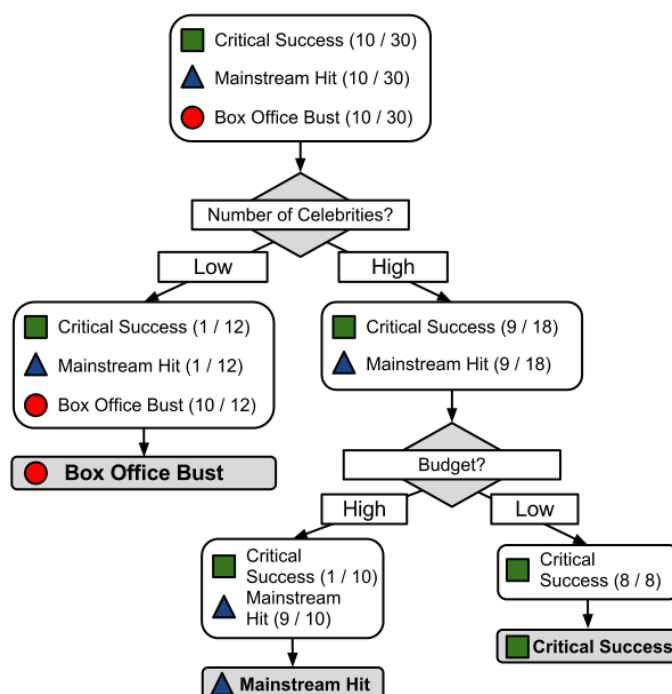 Critical Success (10 / 30)
Mainstream Hit (10 / 30)
Box Office Bust (10 / 30)
Number of Celebrities?
Low
High
Critical Success (1 / 12)
Mainstream Hit (1 / 12)
Box Office Bust (10 / 12)
Box Office Bust
Critical Success (9 / 18)
Mainstream Hit (9 / 18)
Budget?
High
Low
Critical
Success (1 / 10)
Mainstream
Hit (9 / 10)
Mainstream Hit
Critical
Success (8 / 8)
Critical Success